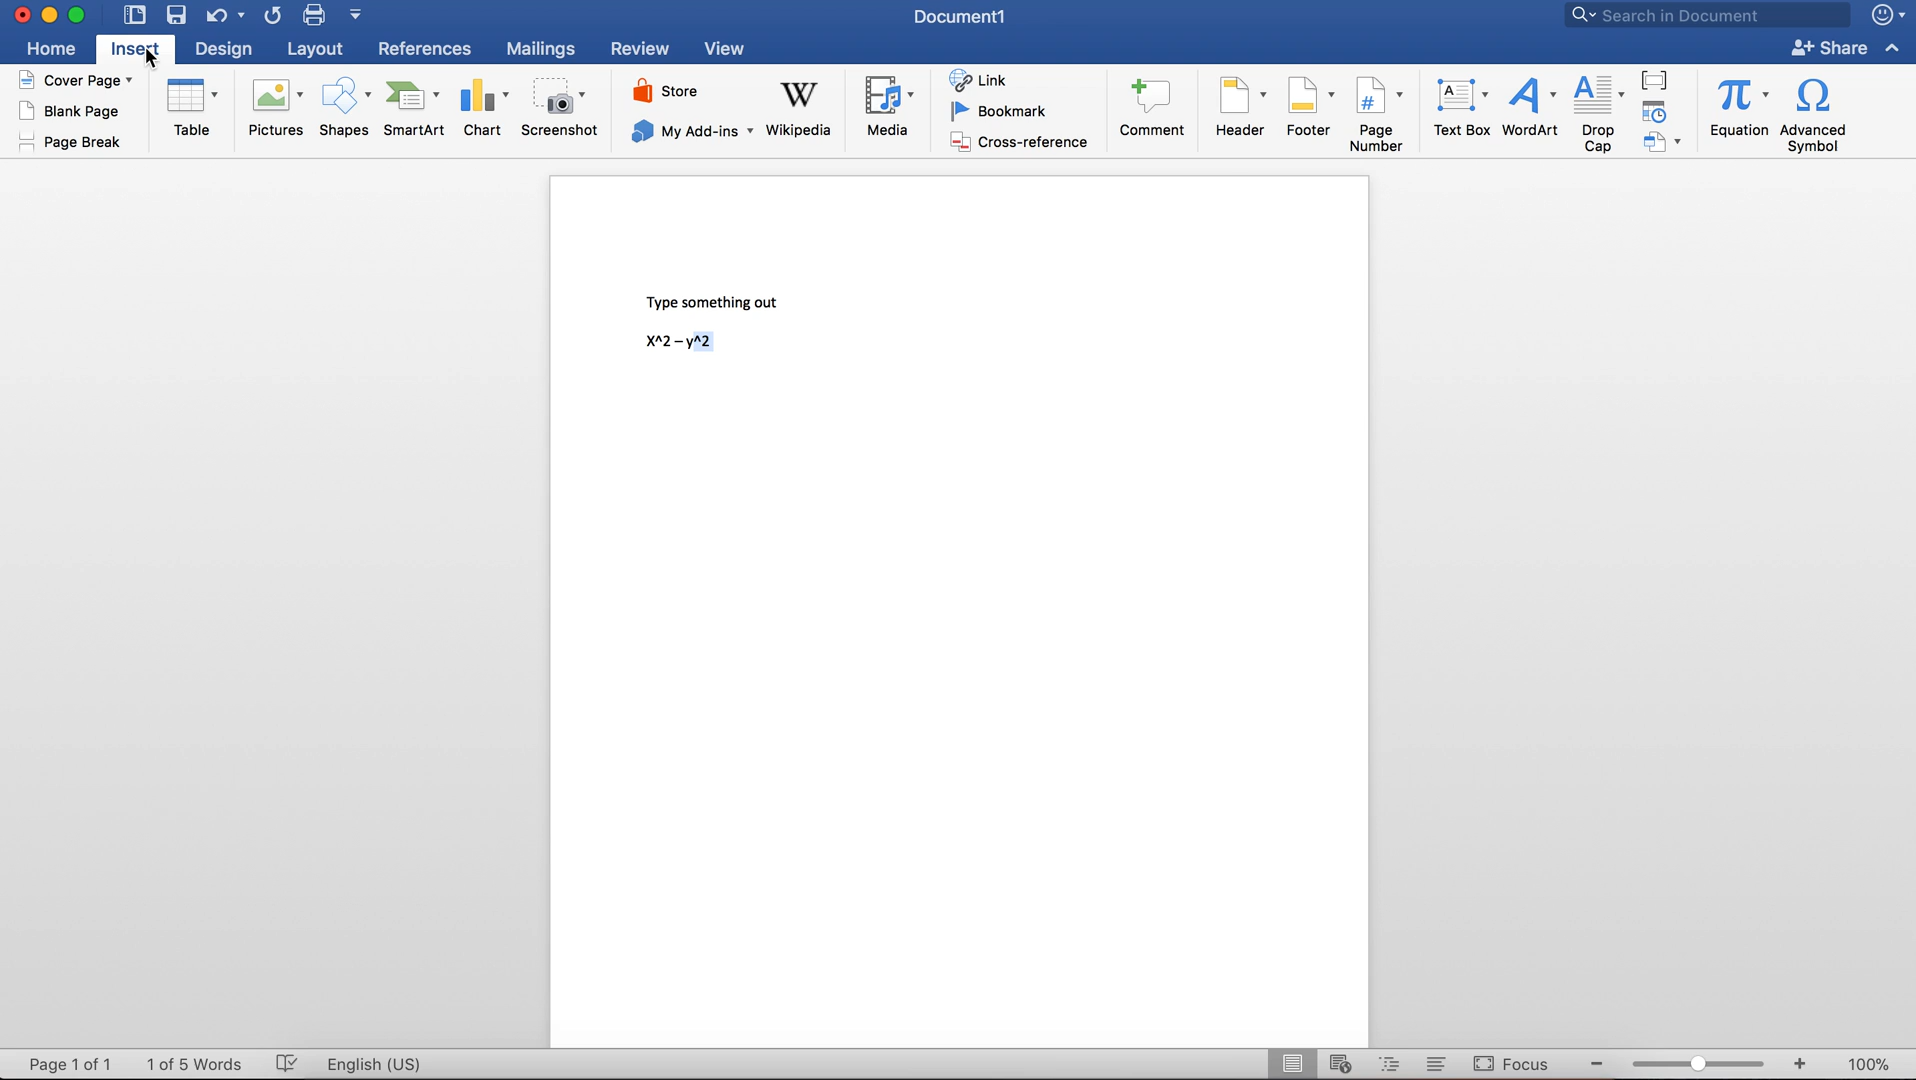 Document1
Search in Document
Home Insert Design Layout References Mailings Review View
Share
Cover Page
Blank Page
Page Break
Table
Pictures
Shapes
SmartArt
Chart
Screenshot
Store
My Add-ins
W
Wikipedia
Media
Link
Bookmark
Cross-reference
Comment
Header
Footer
#
Page
Number
A
Text Box
A
WordArt
A
Drop
Cap
π
Equation
Ω
Advanced
Symbol
Type something out
X^2 – y^2
Page 1 of 1 1 of 5 Words English (US) Focus 100%